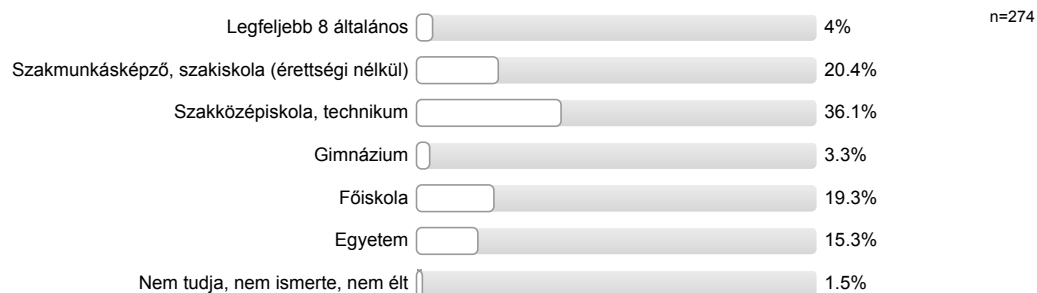 n=274
Legfeljebb 8 általános 4%
Szakmunkásképző, szakiskola (érettségi nélkül) 20.4%
Szakközépiskola, technikum 36.1%
Gimnázium 3.3%
Főiskola 19.3%
Egyetem 15.3%
Nem tudja, nem ismerte, nem élt 1.5%